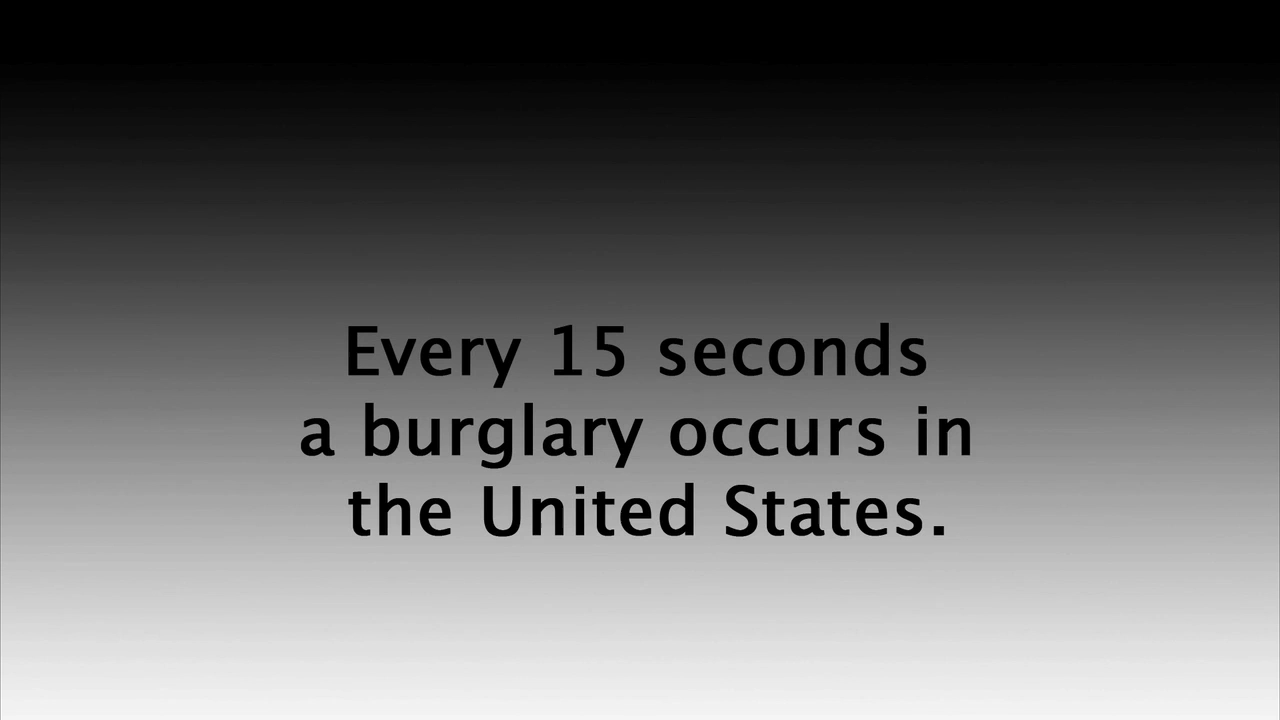 Every 15 seconds
a burglary occurs in
the United States.